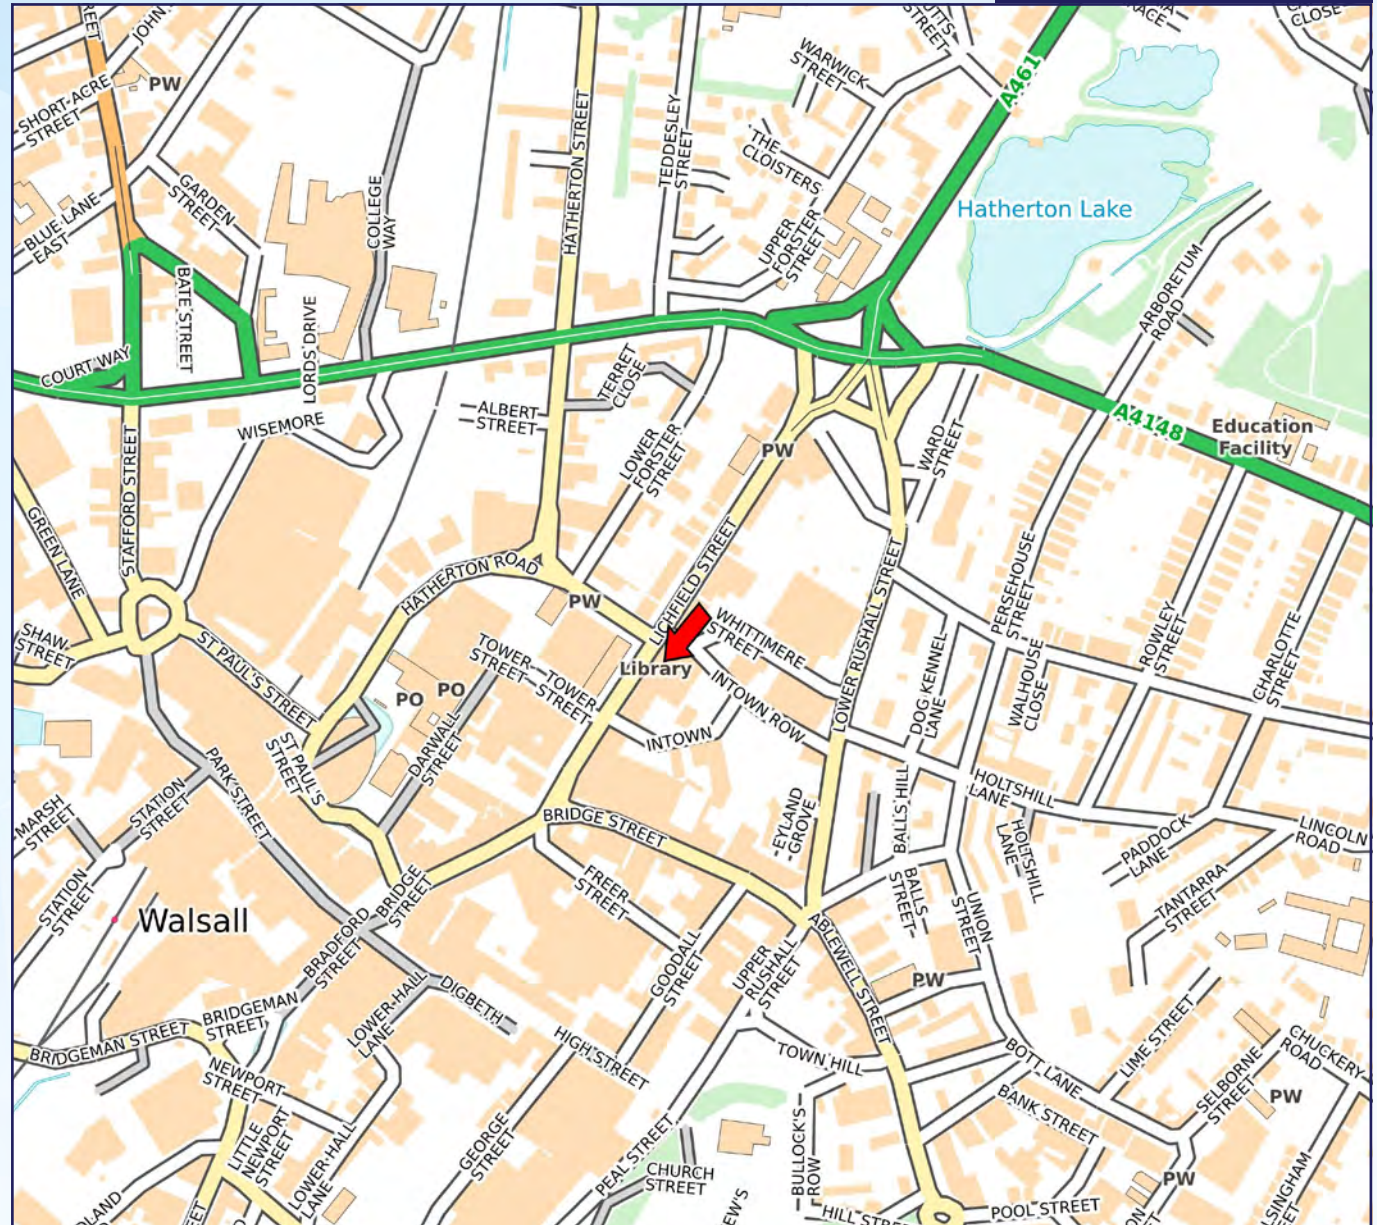 JOHN
PW
SHORT-ACRE
STREET
WARWICK
STREET
A461
CLOSE
HATHERTON STREET
TEDDESLEY
STREET
THE
CLOISTERS
GARDEN
STREET
BLUE LANE
EAST
COLLEGE
WAY
UPPER
FORSTER
STREET
Hatherton Lake
ARBORETUM
ROAD
BATE STREET
LORDS' DRIVE
COURT WAY
TERRET
CLOSE
ALBERT
STREET
WISEMORE
STAFFORD STREET
LOWER
FORSTER
STREET
PW
WARD
STREET
A4148
Education
Facility
GREEN LANE
HATHERTON ROAD
LICHFIELD STREET
LOWER RUSHALL STREET
PERSEHOUSE
STREET
PW
SHAW
STREET
ST PAUL'S STREET
TOWER
STREET
TOWER
STREET
Library
WHITTIMERE
STREET
INTOWN ROW
INTOWN
DOG KENNEL
LANE
WALHOUSE
CLOSE
ROWLEY
STREET
CHARLOTTE
STREET
PO
PO
DARWALL
STREET
ST PAUL'S
STREET
PARK STREET
STATION
STREET
MARSH
STREET
BRIDGE STREET
EYLAND
GROVE
BALLS HILL
HOLTSHILL
LANE
HOLTSHILL
LANE
PADDOCK
LANE
LINCOLN
ROAD
TANTARRA
STREET
FREER
STREET
BALLS
STREET
UNION
STREET
STATION
STREET
Walsall
BRIDGE
STREET
BRADFORD
STREET
GOODALL
STREET
UPPER
RUSHALL
STREET
ABLEWELL STREET
PW
LOWER-HALL
LANE
DIGBETH
BRIDGEMAN
STREET
BRIDGEMAN STREET
HIGH STREET
TOWN HILL
BOTT LANE
LIME STREET
CHUCKERY
ROAD
SELBORNE
STREET
PW
NEWPORT
STREET
LITTLE
NEWPORT
STREET
LOWER-HALL
LANE
GEORGE
STREET
PEAL STREET
CHURCH
STREET
BULLOCK'S
ROW
BANK STREET
PW
POOL STREET